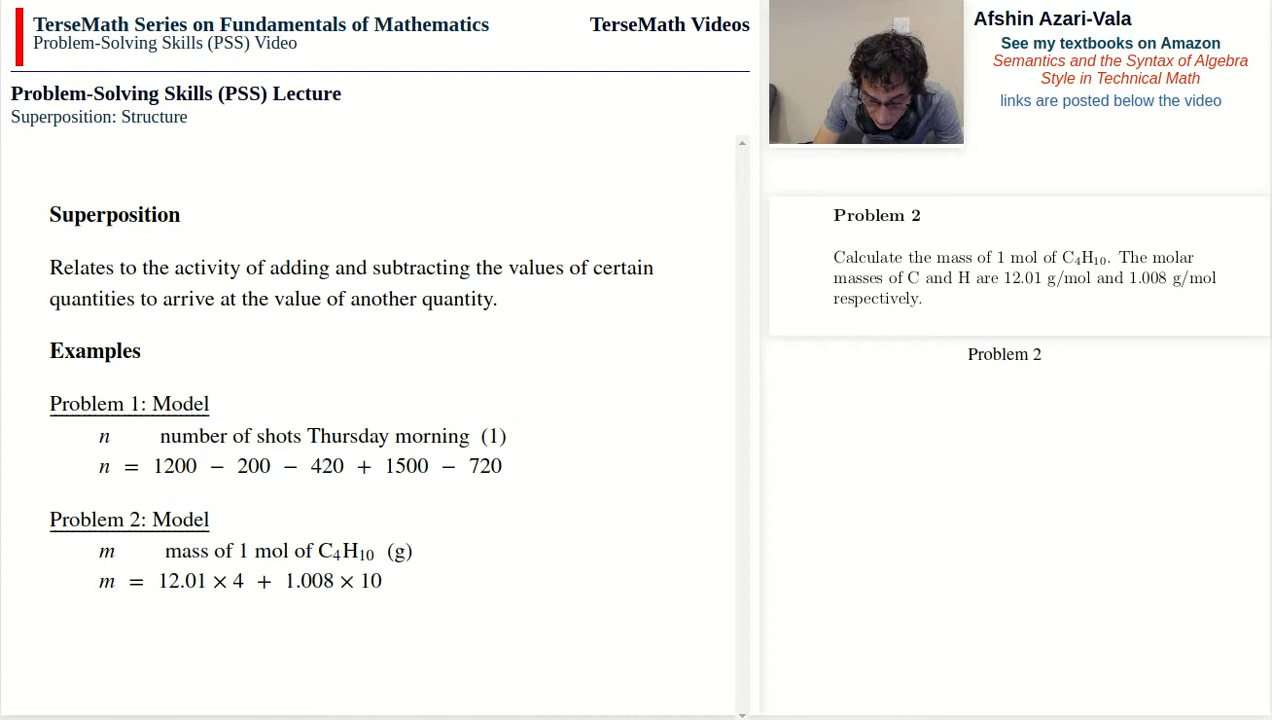 TerseMath Series on Fundamentals of Mathematics
Problem-Solving Skills (PSS) Video
TerseMath Videos
Problem-Solving Skills (PSS) Lecture
Superposition: Structure
Superposition
Relates to the activity of adding and subtracting the values of certain
quantities to arrive at the value of another quantity.
Examples
Problem 1: Model
n number of shots Thursday morning (1)
n = 1200 − 200 − 420 + 1500 − 720
Problem 2: Model
m mass of 1 mol of C₄H₁₀ (g)
m = 12.01 × 4 + 1.008 × 10
Afshin Azari-Vala
See my textbooks on Amazon
Semantics and the Syntax of Algebra
Style in Technical Math
links are posted below the video
Problem 2
Calculate the mass of 1 mol of C₄H₁₀. The molar
masses of C and H are 12.01 g/mol and 1.008 g/mol
respectively.
Problem 2